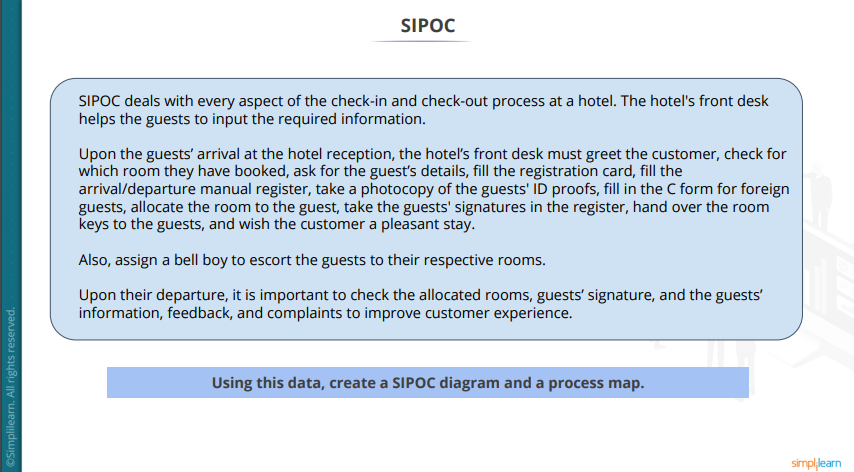 SIPOC
SIPOC deals with every aspect of the check-in and check-out process at a hotel. The hotel's front desk
helps the guests to input the required information.
Upon the guests’ arrival at the hotel reception, the hotel’s front desk must greet the customer, check for
which room they have booked, ask for the guest’s details, fill the registration card, fill the
arrival/departure manual register, take a photocopy of the guests' ID proofs, fill in the C form for foreign
guests, allocate the room to the guest, take the guests' signatures in the register, hand over the room
keys to the guests, and wish the customer a pleasant stay.
Also, assign a bell boy to escort the guests to their respective rooms.
Upon their departure, it is important to check the allocated rooms, guests’ signature, and the guests’
information, feedback, and complaints to improve customer experience.
Using this data, create a SIPOC diagram and a process map.
©Simplilearn. All rights reserved.
simplilearn